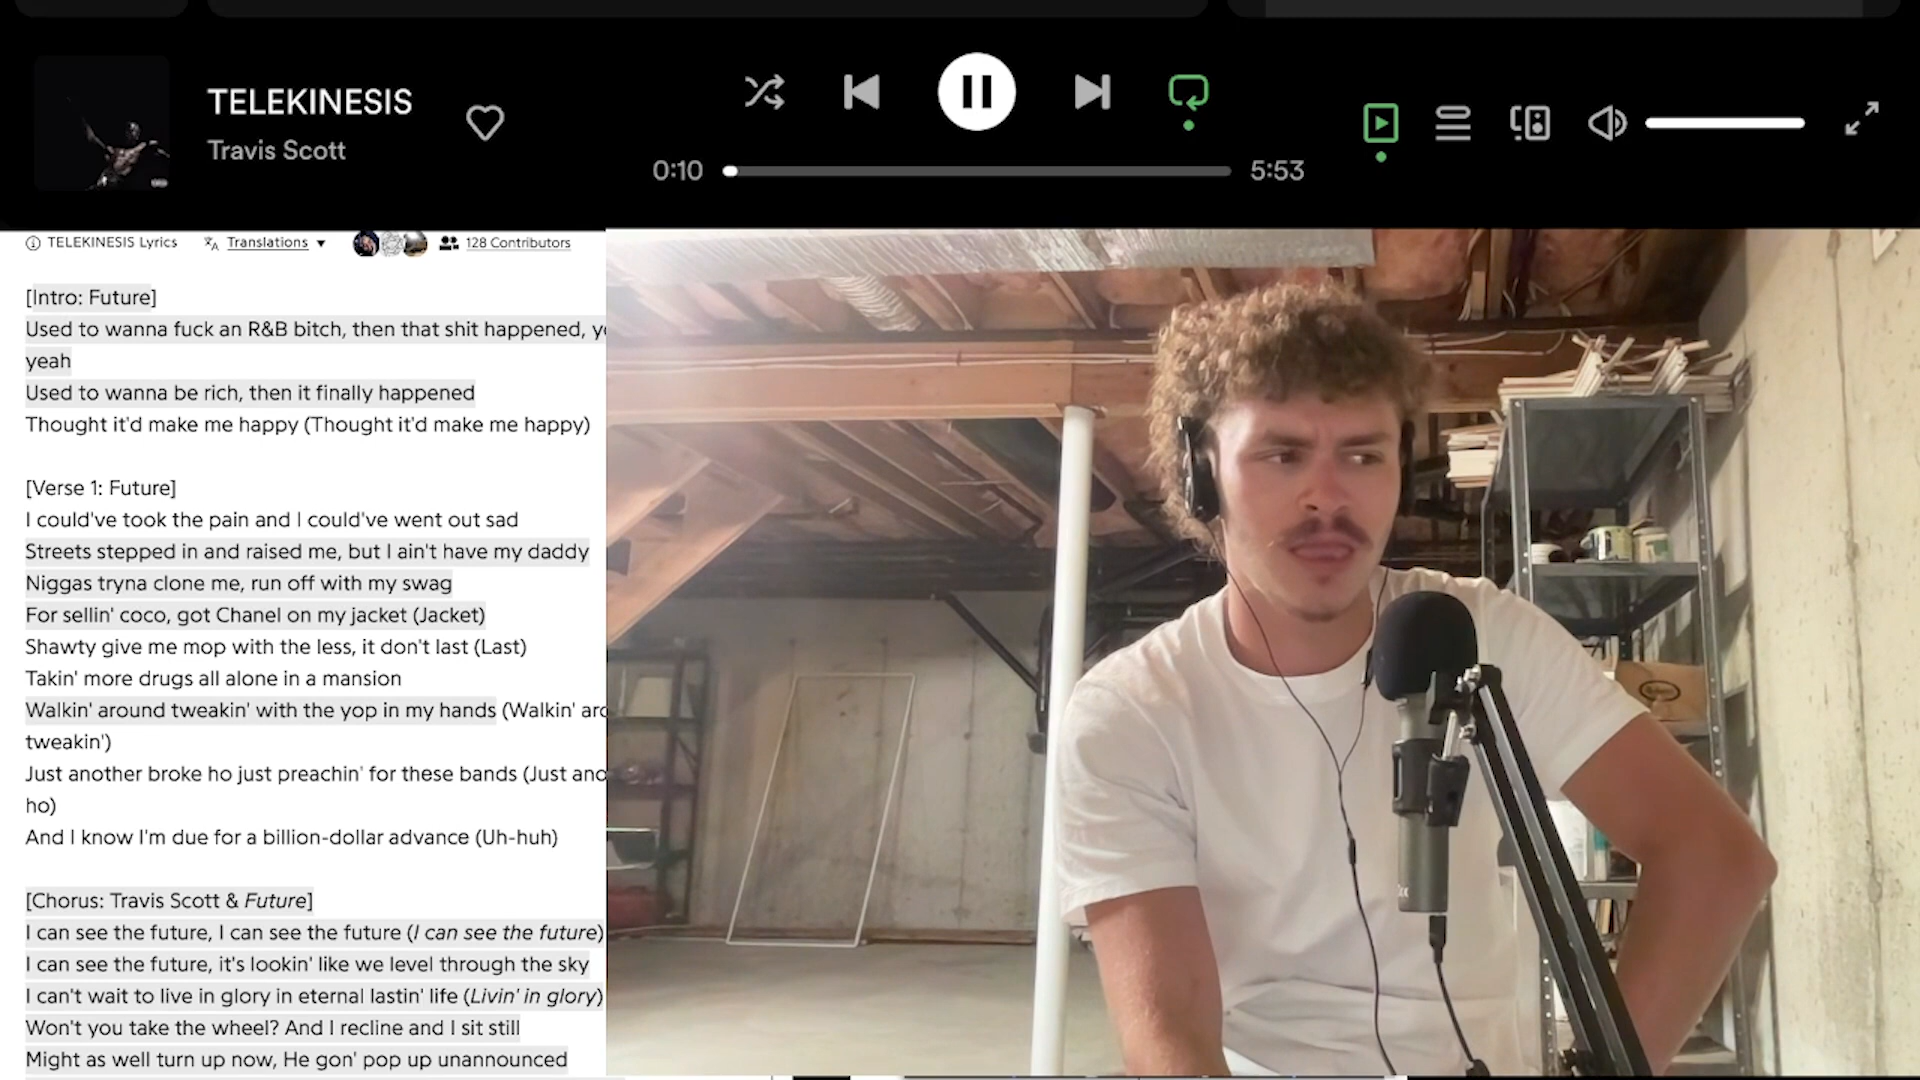 TELEKINESIS
Travis Scott
0:10
5:53
TELEKINESIS Lyrics
Translations
128 Contributors
[Intro: Future]
Used to wanna fuck an R&B bitch, then that shit happened,
yeah
Used to wanna be rich, then it finally happened
Thought it'd make me happy (Thought it'd make me happy)
[Verse 1: Future]
I could've took the pain and I could've went out sad
Streets stepped in and raised me, but I ain't have my daddy
Niggas tryna clone me, run off with my swag
For sellin' coco, got Chanel on my jacket (Jacket)
Shawty give me mop with the less, it don't last (Last)
Takin' more drugs all alone in a mansion
Walkin' around tweakin' with the yop in my hands (Walkin'
tweakin')
Just another broke ho just preachin' for these bands (Just
ho)
And I know I'm due for a billion-dollar advance (Uh-huh)
[Chorus: Travis Scott & Future]
I can see the future, I can see the future (I can see the future)
I can see the future, it's lookin' like we level through the sky
I can't wait to live in glory in eternal lastin' life (Livin' in glory)
Won't you take the wheel? And I recline and I sit still
Might as well turn up now, He gon' pop up unannounced